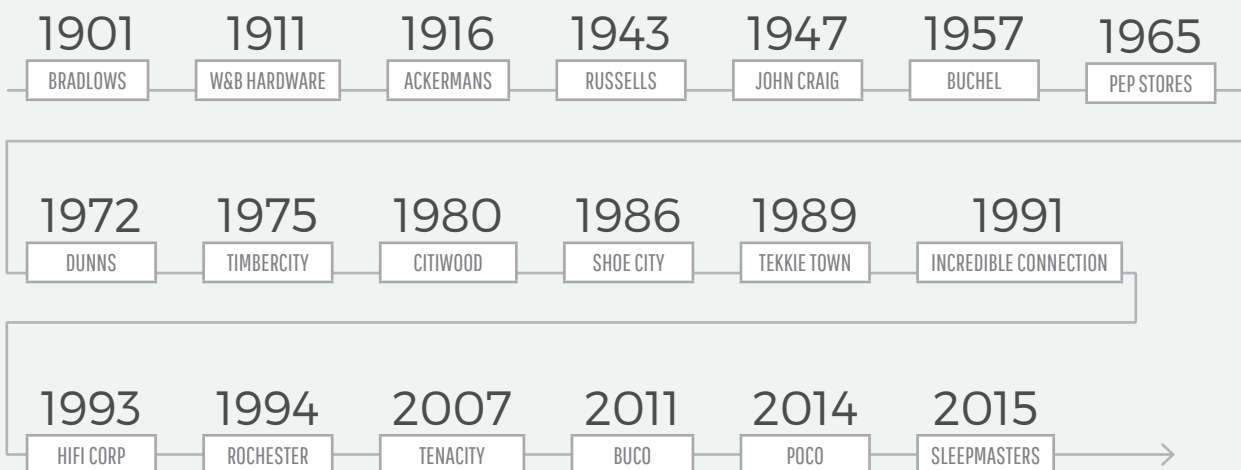 1901 1911 1916 1943 1947 1957 1965
BRADLOWS W&B HARDWARE ACKERMANS RUSSELLS JOHN CRAIG BUCHEL PEP STORES
1972 1975 1980 1986 1989 1991
DUNNS TIMBERCITY CITIWOOD SHOE CITY TEKKIE TOWN INCREDIBLE CONNECTION
1993 1994 2007 2011 2014 2015
HIFI CORP ROCHESTER TENACITY BUCO POCO SLEEPMASTERS